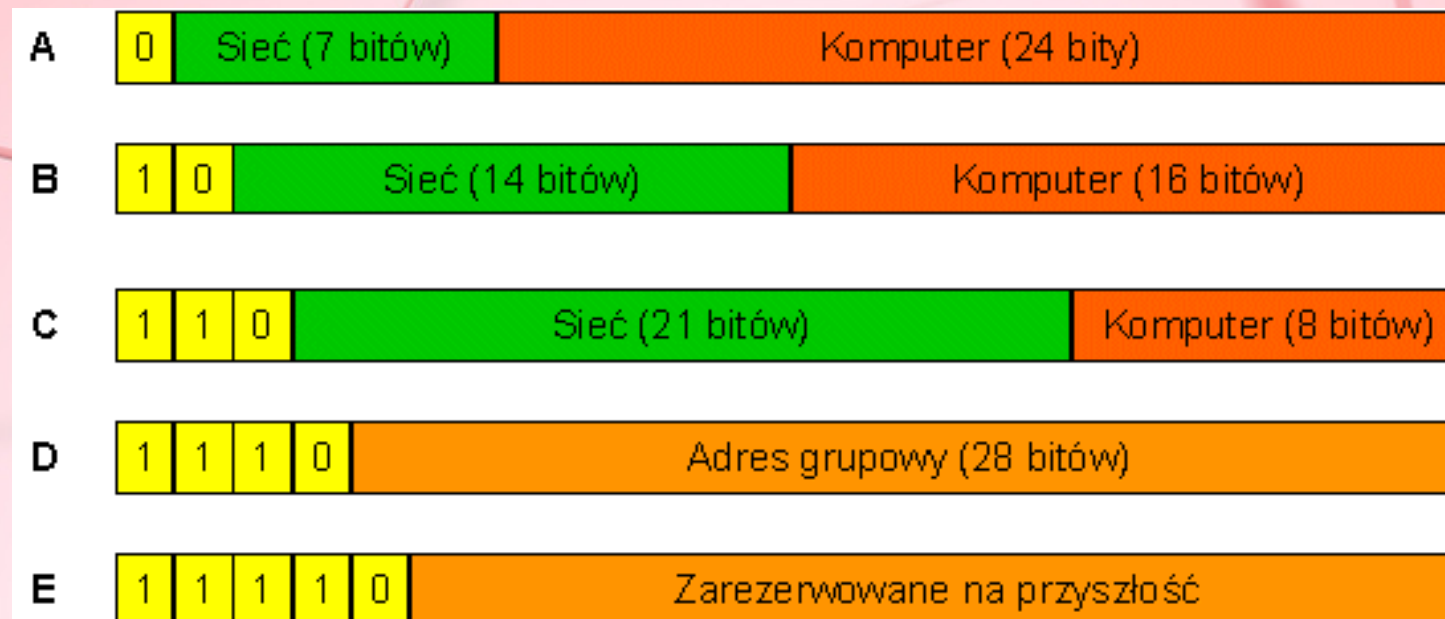 A 0 Sieć (7 bitów) Komputer (24 bity)
B 1 0 Sieć (14 bitów) Komputer (16 bitów)
C 1 1 0 Sieć (21 bitów) Komputer (8 bitów)
D 1 1 1 0 Adres grupowy (28 bitów)
E 1 1 1 1 0 Zarezerwowane na przyszłość